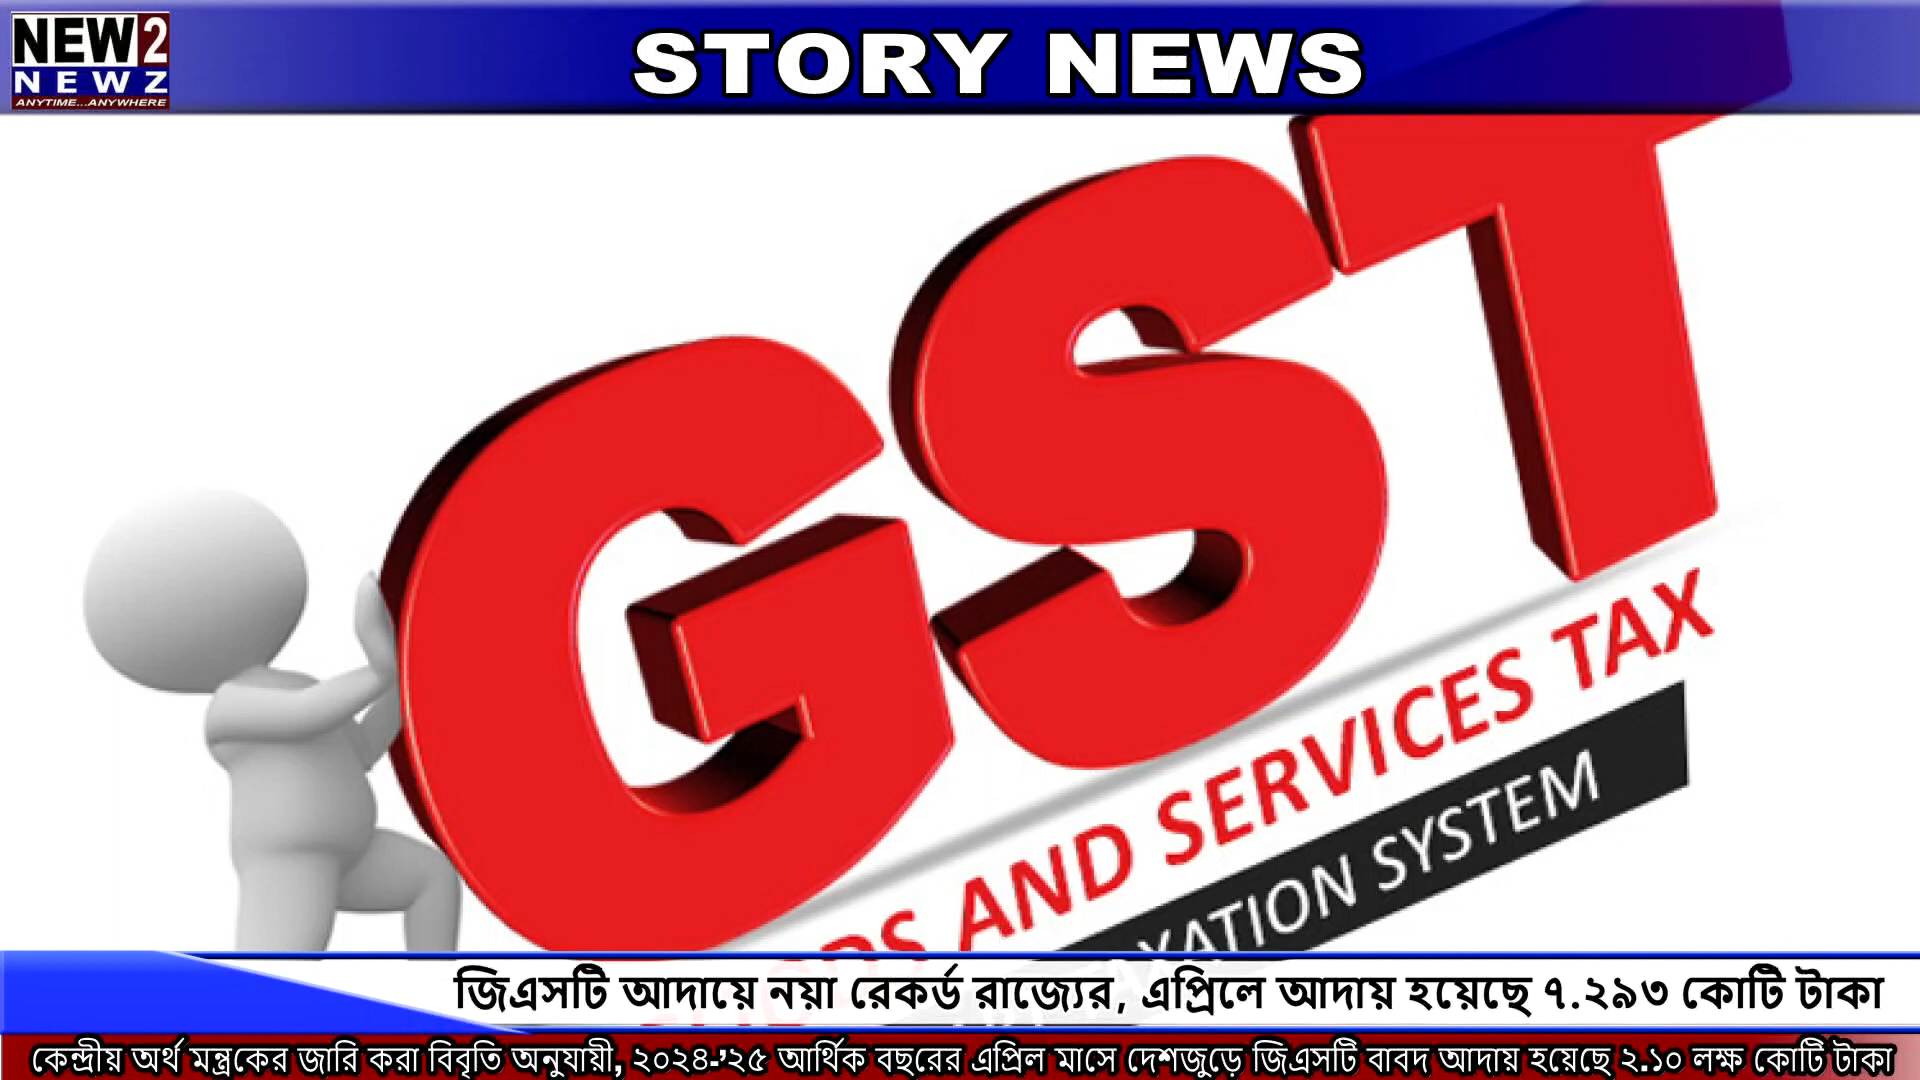 NEW2
NEWZ
ANYTIME...ANYWHERE
STORY NEWS
GST
AND SERVICES TAX
SYSTEM
জিএসটি আদায়ে নয়া রেকর্ড রাজ্যের, এপ্রিলে আদায় হয়েছে ৭.২৯৩ কোটি টাকা
কেন্দ্রীয় অর্থ মন্ত্রকের জারি করা বিবৃতি অনুযায়ী, ২০২৪-'২৫ আর্থিক বছরের এপ্রিল মাসে দেশজুড়ে জিএসটি বাবদ আদায় হয়েছে ২.১০ লক্ষ কোটি টাকা